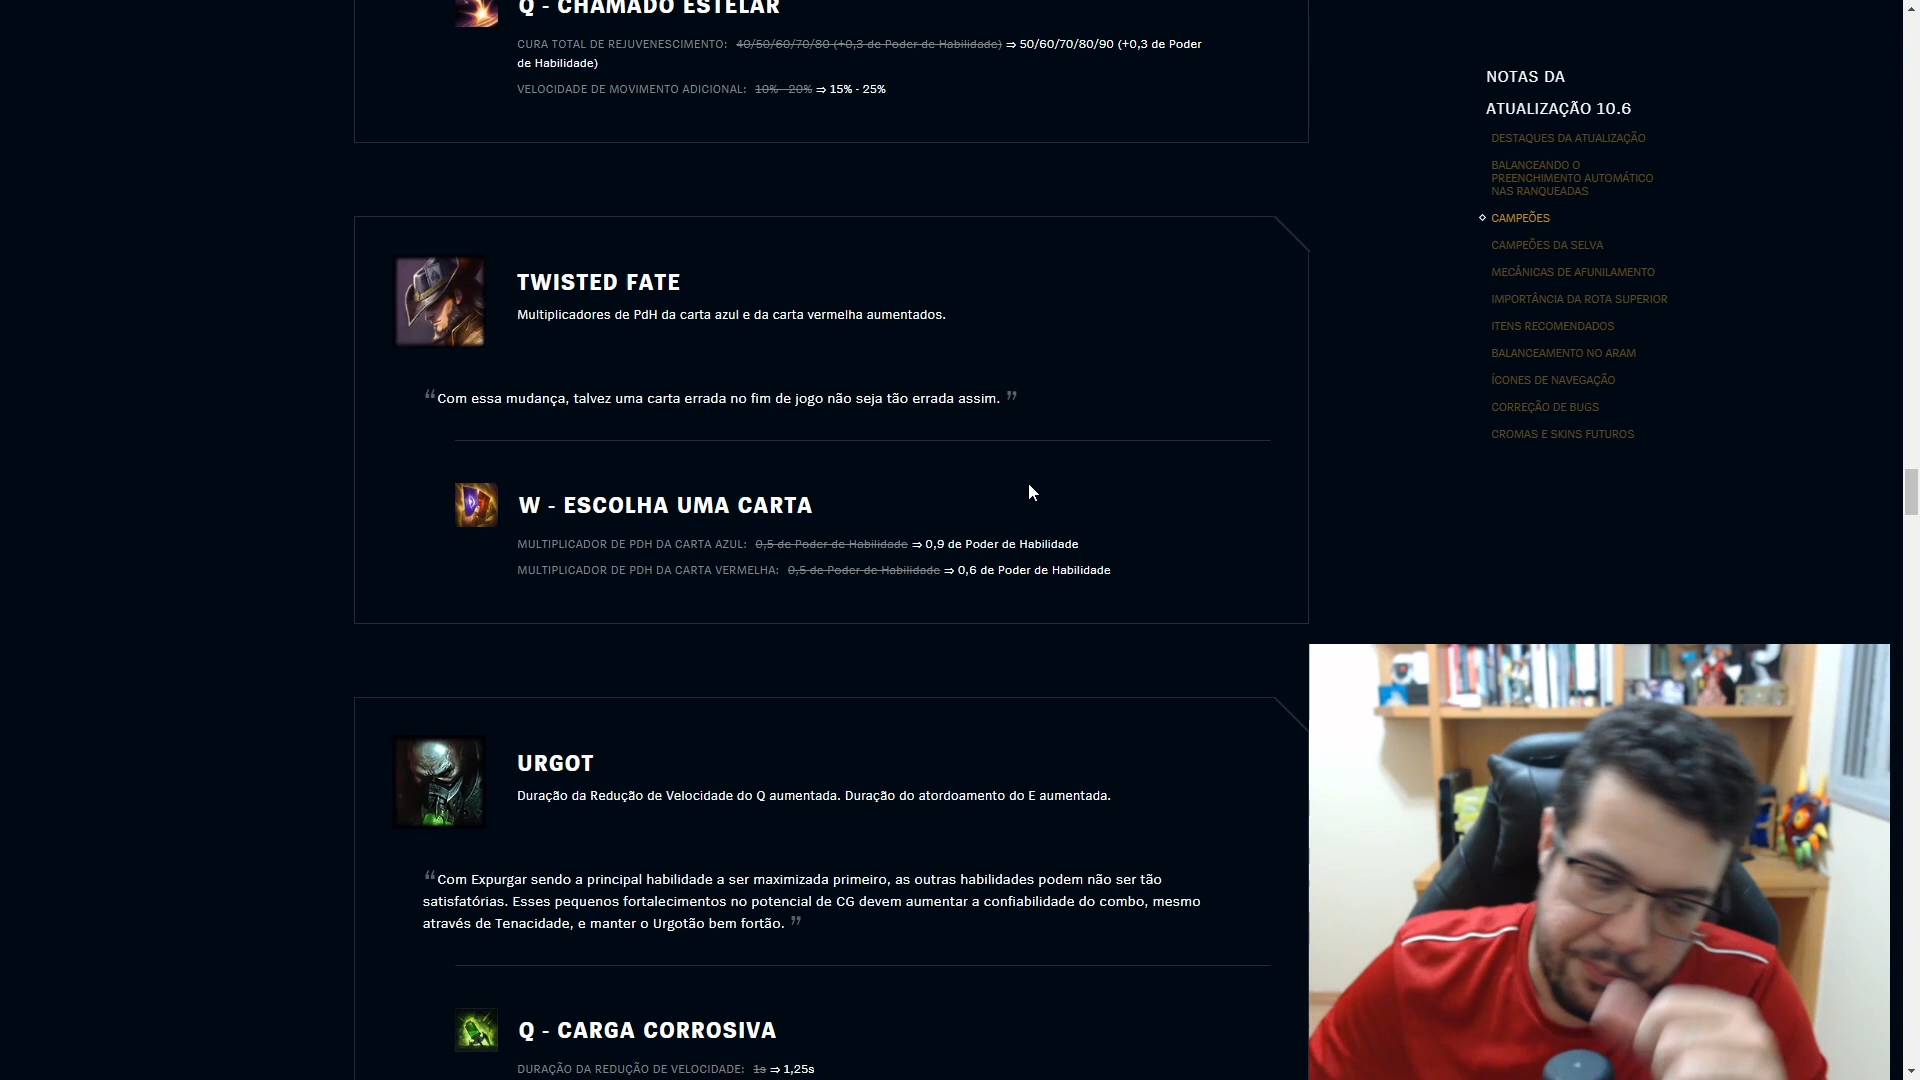 Q - CHAMADO ESTELAR
CURA TOTAL DE REJUVENESCIMENTO: 40/50/60/70/80 (+0,3 de Poder de Habilidade) ⇒ 50/60/70/80/90 (+0,3 de Poder
de Habilidade)
VELOCIDADE DE MOVIMENTO ADICIONAL: 10% - 20% ⇒ 15% - 25%
TWISTED FATE
Multiplicadores de PdH da carta azul e da carta vermelha aumentados.
“Com essa mudança, talvez uma carta errada no fim de jogo não seja tão errada assim. ”
W - ESCOLHA UMA CARTA
MULTIPLICADOR DE PDH DA CARTA AZUL: 0,5 de Poder de Habilidade ⇒ 0,9 de Poder de Habilidade
MULTIPLICADOR DE PDH DA CARTA VERMELHA: 0,5 de Poder de Habilidade ⇒ 0,6 de Poder de Habilidade
URGOT
Duração da Redução de Velocidade do Q aumentada. Duração do atordoamento do E aumentada.
“Com Expurgar sendo a principal habilidade a ser maximizada primeiro, as outras habilidades podem não ser tão
satisfatórias. Esses pequenos fortalecimentos no potencial de CG devem aumentar a confiabilidade do combo, mesmo
através de Tenacidade, e manter o Urgotão bem fortão. ”
Q - CARGA CORROSIVA
DURAÇÃO DA REDUÇÃO DE VELOCIDADE: 1s ⇒ 1,25s
NOTAS DA
ATUALIZAÇÃO 10.6
DESTAQUES DA ATUALIZAÇÃO
BALANCEANDO O
PREENCHIMENTO AUTOMÁTICO
NAS RANQUEADAS
CAMPEÕES
CAMPEÕES DA SELVA
MECÂNICAS DE AFUNILAMENTO
IMPORTÂNCIA DA ROTA SUPERIOR
ITENS RECOMENDADOS
BALANCEAMENTO NO ARAM
ÍCONES DE NAVEGAÇÃO
CORREÇÃO DE BUGS
CROMAS E SKINS FUTUROS